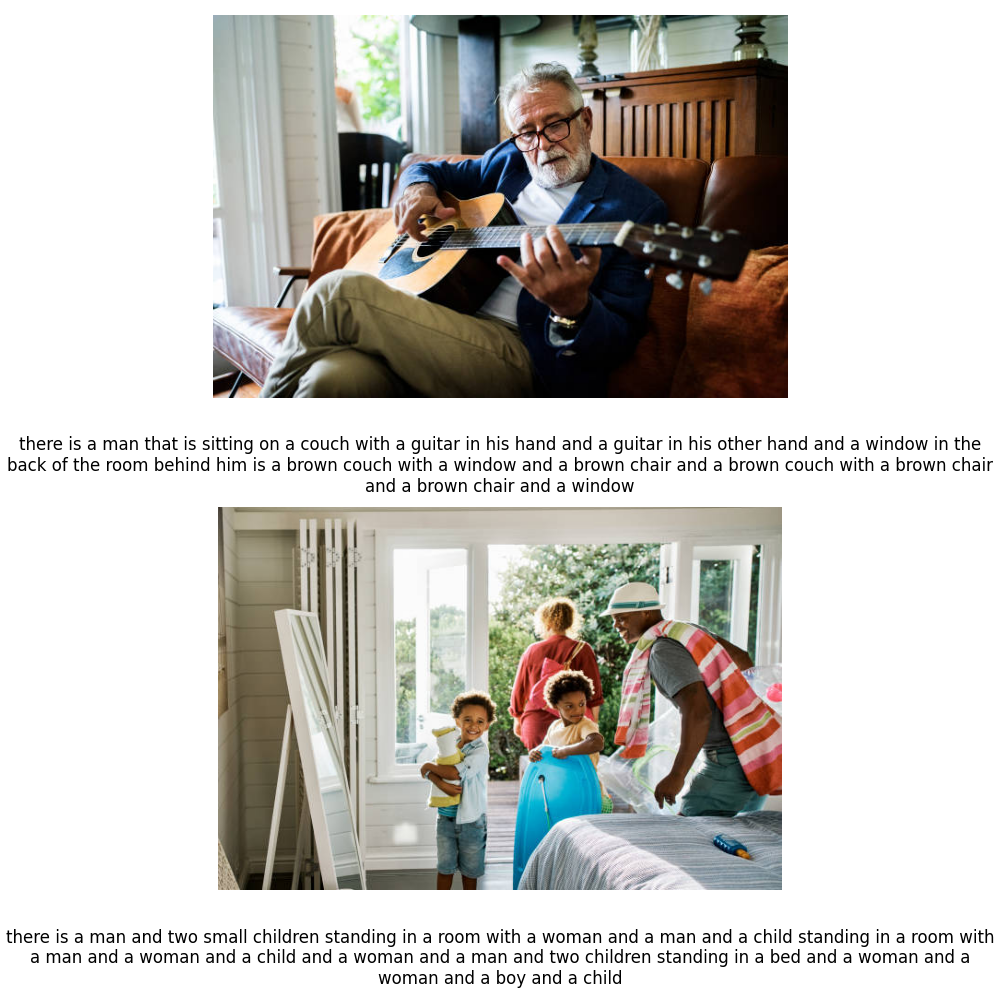 there is a man that is sitting on a couch with a guitar in his hand and a guitar in his other hand and a window in the
back of the room behind him is a brown couch with a window and a brown chair and a brown couch with a brown chair
and a brown chair and a window
there is a man and two small children standing in a room with a woman and a man and a child standing in a room with
a man and a woman and a child and a woman and a man and two children standing in a bed and a woman and a
woman and a boy and a child